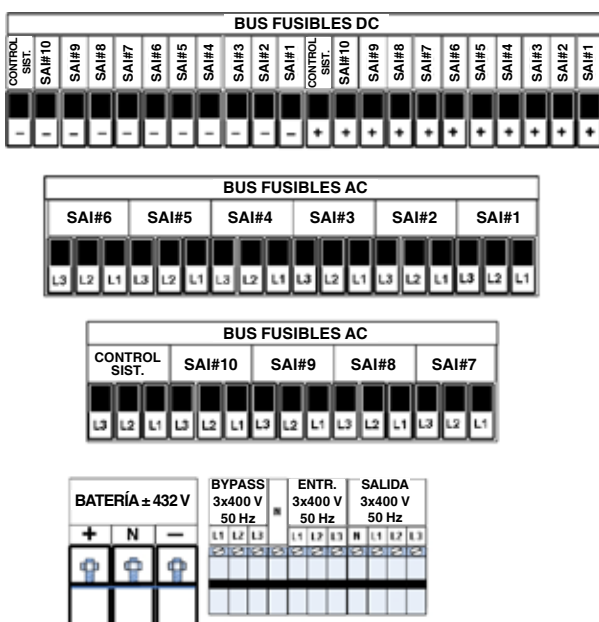 BUS FUSIBLES DC
CONTROL SIST. SAI#10 SAI#9 SAI#8 SAI#7 SAI#6 SAI#5 SAI#4 SAI#3 SAI#2 SAI#1 CONTROL SIST. SAI#10 SAI#9 SAI#8 SAI#7 SAI#6 SAI#5 SAI#4 SAI#3 SAI#2 SAI#1
– – – – – – – – – – – + + + + + + + + + + +
BUS FUSIBLES AC
SAI#6 SAI#5 SAI#4 SAI#3 SAI#2 SAI#1
L3 L2 L1 L3 L2 L1 L3 L2 L1 L3 L2 L1 L3 L2 L1 L3 L2 L1
BUS FUSIBLES AC
CONTROL SIST. SAI#10 SAI#9 SAI#8 SAI#7
L3 L2 L1 L3 L2 L1 L3 L2 L1 L3 L2 L1 L3 L2 L1
BATERÍA ± 432 V
+ N –
BYPASS N ENTR. SALIDA
3x400 V 3x400 V 3x400 V
50 Hz 50 Hz 50 Hz
L1 L2 L3 L1 L2 L3 N L1 L2 L3